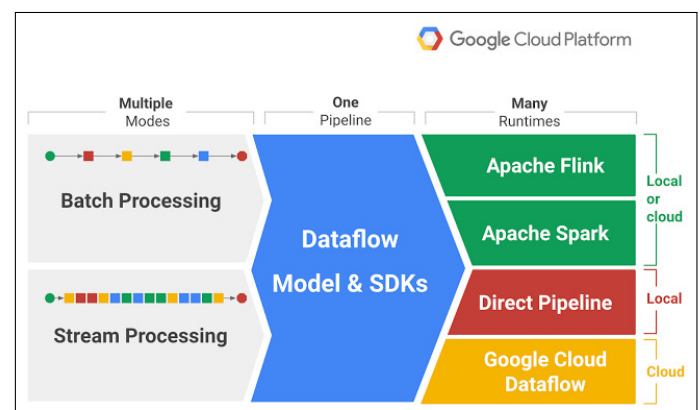 Google Cloud Platform
Multiple
Modes
One
Pipeline
Many
Runtimes
Batch Processing
Stream Processing
Dataflow
Model & SDKs
Apache Flink
Apache Spark
Direct Pipeline
Google Cloud
Dataflow
Local
or
cloud
Local
Cloud